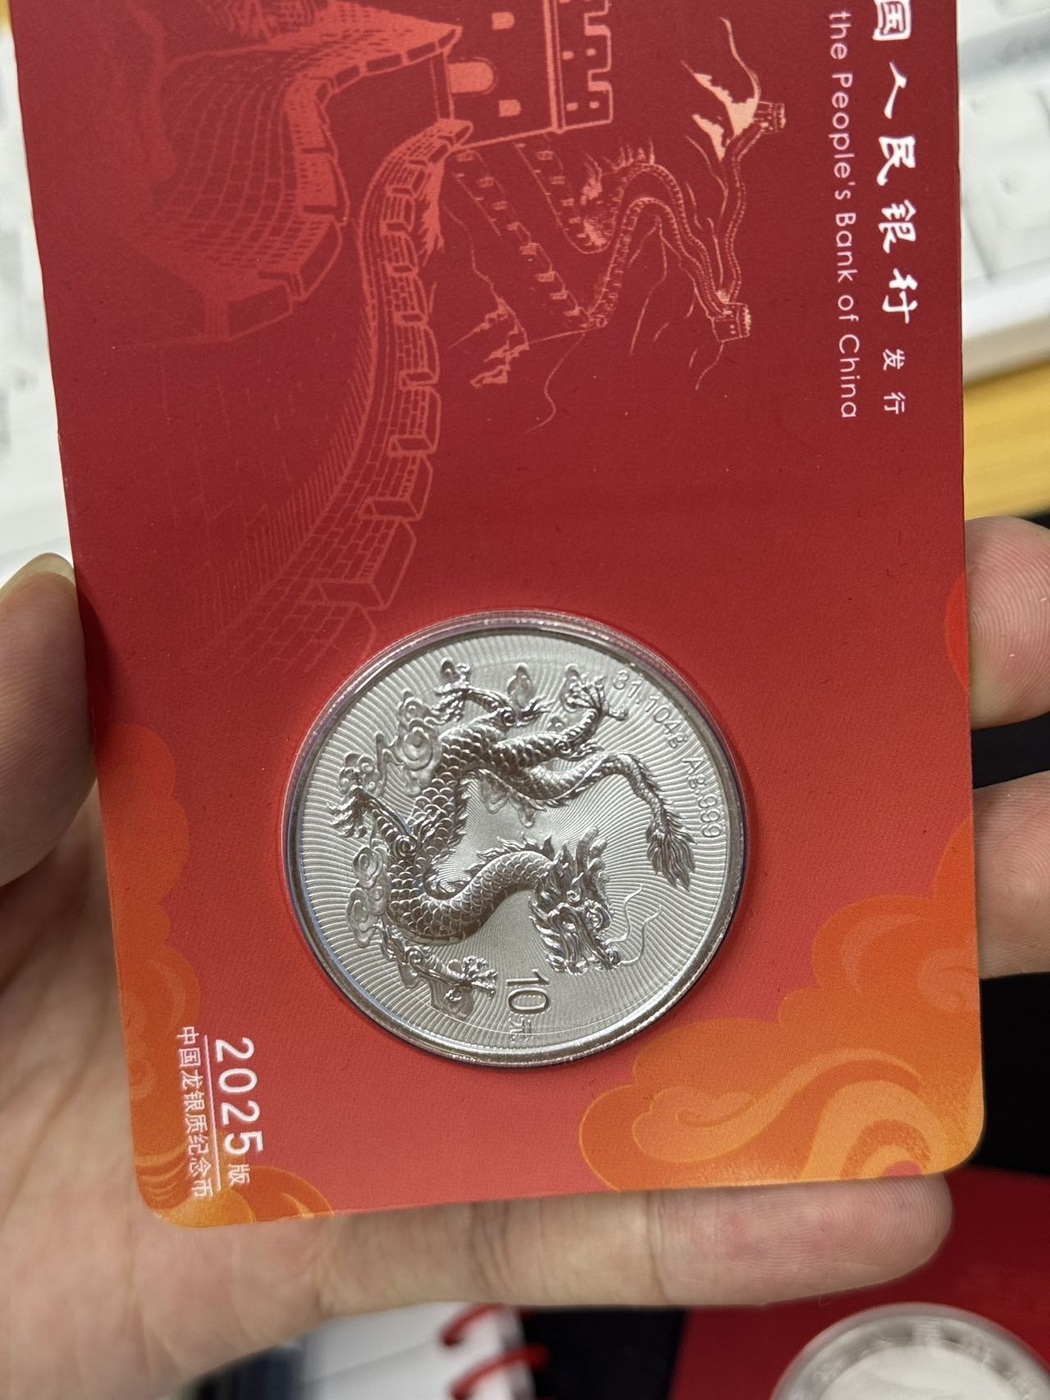 国人民银行 发行
the People's Bank of China
31.104g Ag.999
10元
2025版
中国龙银质纪念币